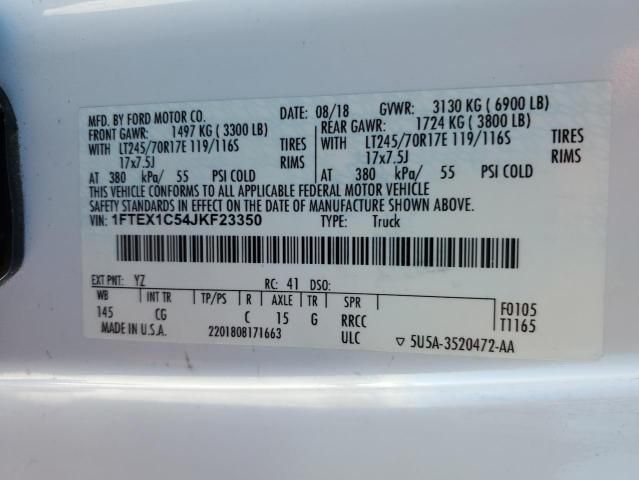 MFD. BY FORD MOTOR CO. DATE: 08/18 GVWR: 3130 KG ( 6900 LB)
FRONT GAWR: 1497 KG ( 3300 LB) REAR GAWR: 1724 KG ( 3800 LB)
WITH LT245/70R17E 119/116S TIRES WITH LT245/70R17E 119/116S TIRES
17x7.5J RIMS 17x7.5J RIMS
AT 380 kPa/ 55 PSI COLD AT 380 kPa/ 55 PSI COLD
THIS VEHICLE CONFORMS TO ALL APPLICABLE FEDERAL MOTOR VEHICLE
SAFETY STANDARDS IN EFFECT ON THE DATE OF MANUFACTURE SHOWN ABOVE.
VIN: 1FTEX1C54JKF23350 TYPE: Truck
EXT PNT: YZ RC: 41 DSO:
WB INT TR TP/PS R AXLE TR SPR F0105
145 CG C 15 G RRCC T1165
MADE IN U.S.A. 2201808171663 ULC ▽ 5U5A-3520472-AA